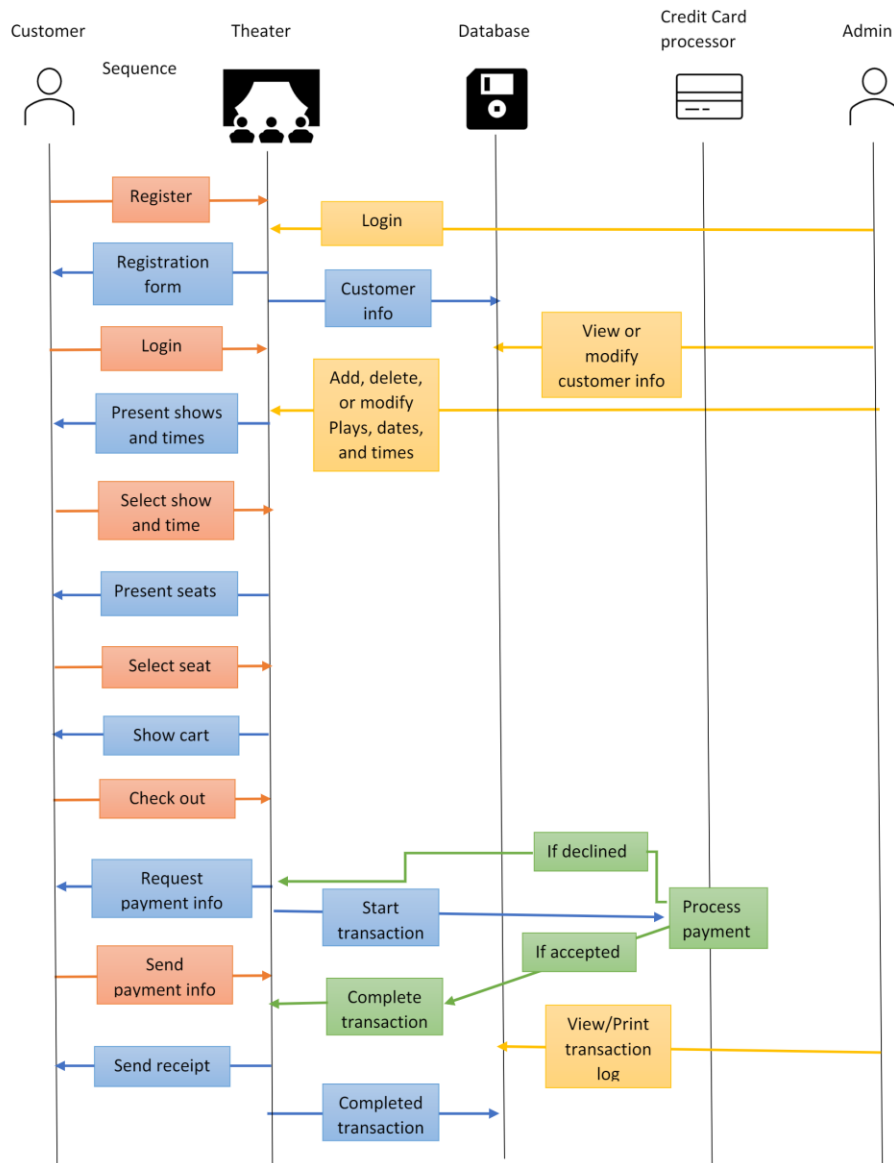 Customer
Theater
Database
Credit Card
processor
Admin
Sequence
Register
Login
Registration
form
Customer
info
Login
View or
modify
customer info
Add, delete,
or modify
Plays, dates,
and times
Present shows
and times
Select show
and time
Present seats
Select seat
Show cart
Check out
If declined
Request
payment info
Start
transaction
Process
payment
If accepted
Send
payment info
Complete
transaction
View/Print
transaction
log
Send receipt
Completed
transaction